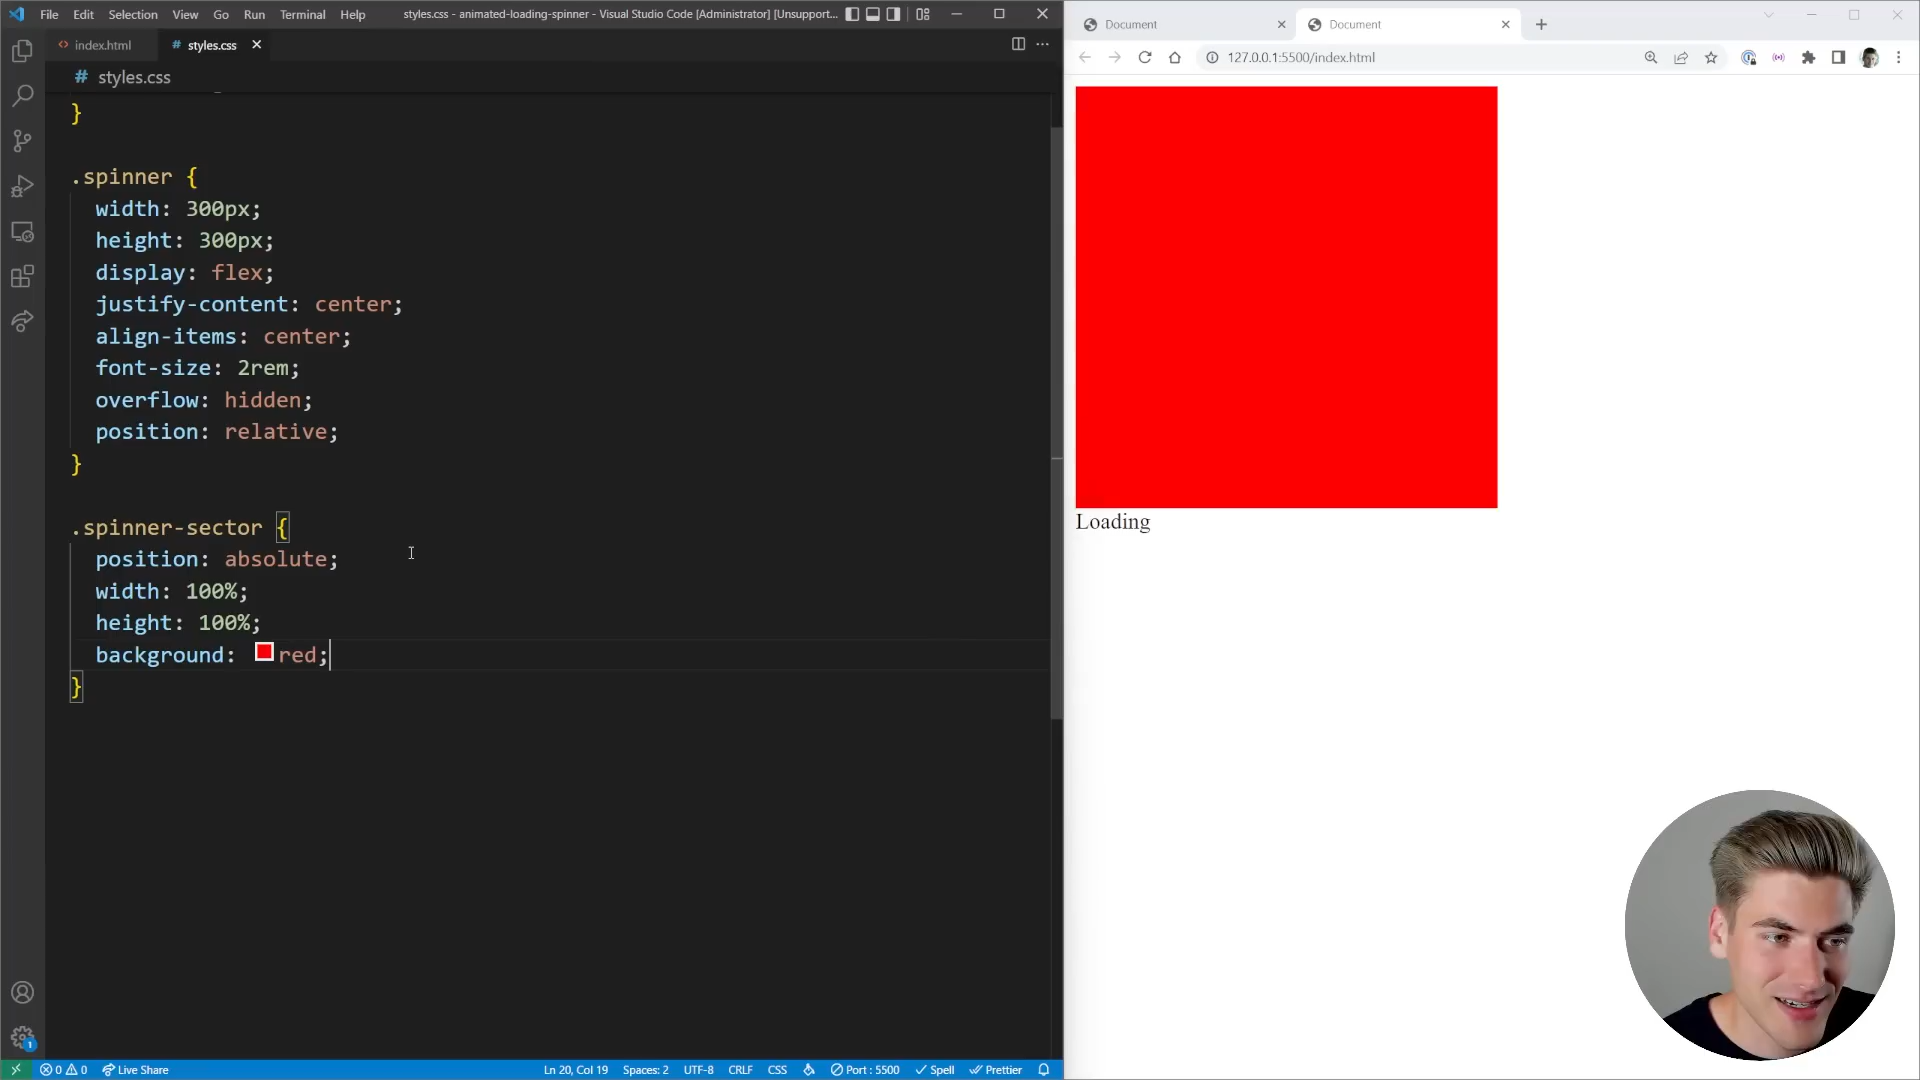 File Edit Selection View Go Run Terminal Help
styles.css - animated-loading-spinner - Visual Studio Code [Administrator] [Unsupport...
index.html
# styles.css
# styles.css
}
.spinner {
width: 300px;
height: 300px;
display: flex;
justify-content: center;
align-items: center;
font-size: 2rem;
overflow: hidden;
position: relative;
}
.spinner-sector {
position: absolute;
width: 100%;
height: 100%;
background: red;
}
1
0 0 Live Share
Ln 20, Col 19 Spaces: 2 UTF-8 CRLF CSS Port : 5500 Spell Prettier
Document
Document
127.0.0.1:5500/index.html
Loading